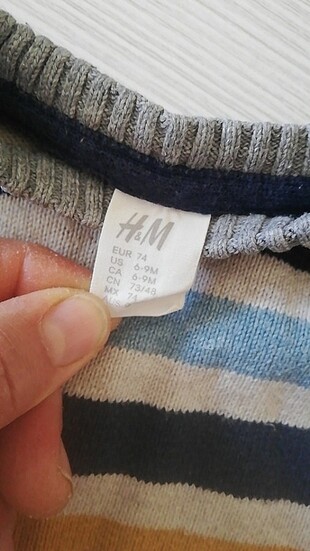 H&M
EUR 74
US 6-9M
CA 6-9M
CN 73/48
MX 74